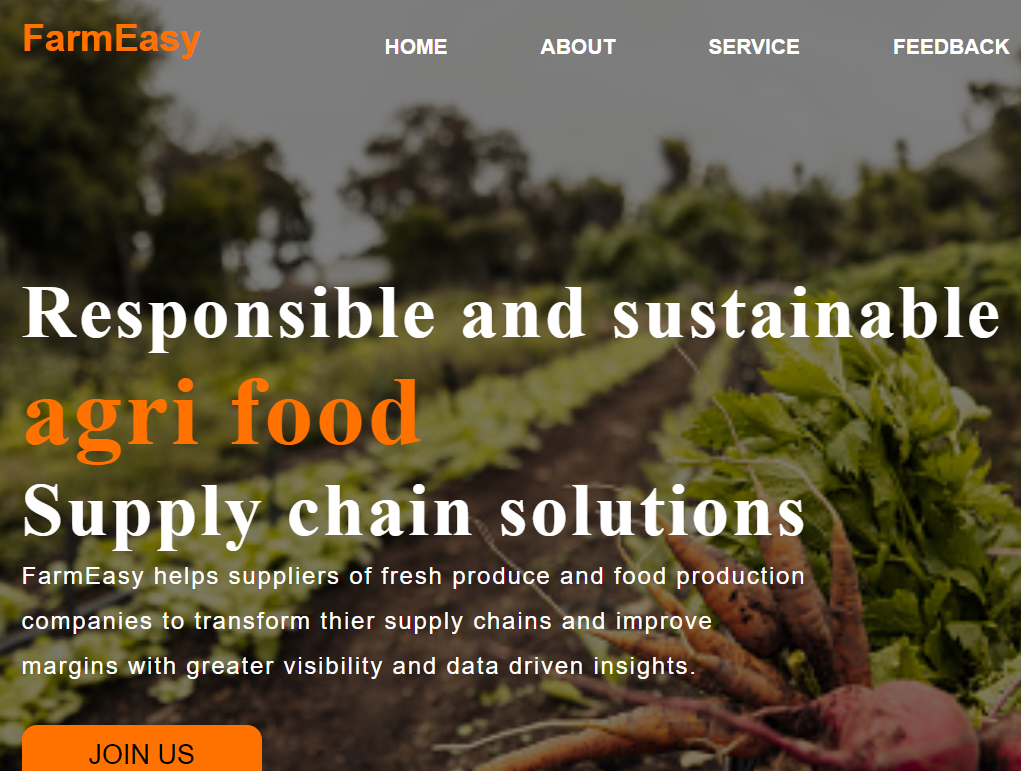 FarmEasy
HOME ABOUT SERVICE FEEDBACK
Responsible and sustainable
agri food
Supply chain solutions
FarmEasy helps suppliers of fresh produce and food production
companies to transform thier supply chains and improve
margins with greater visibility and data driven insights.
JOIN US